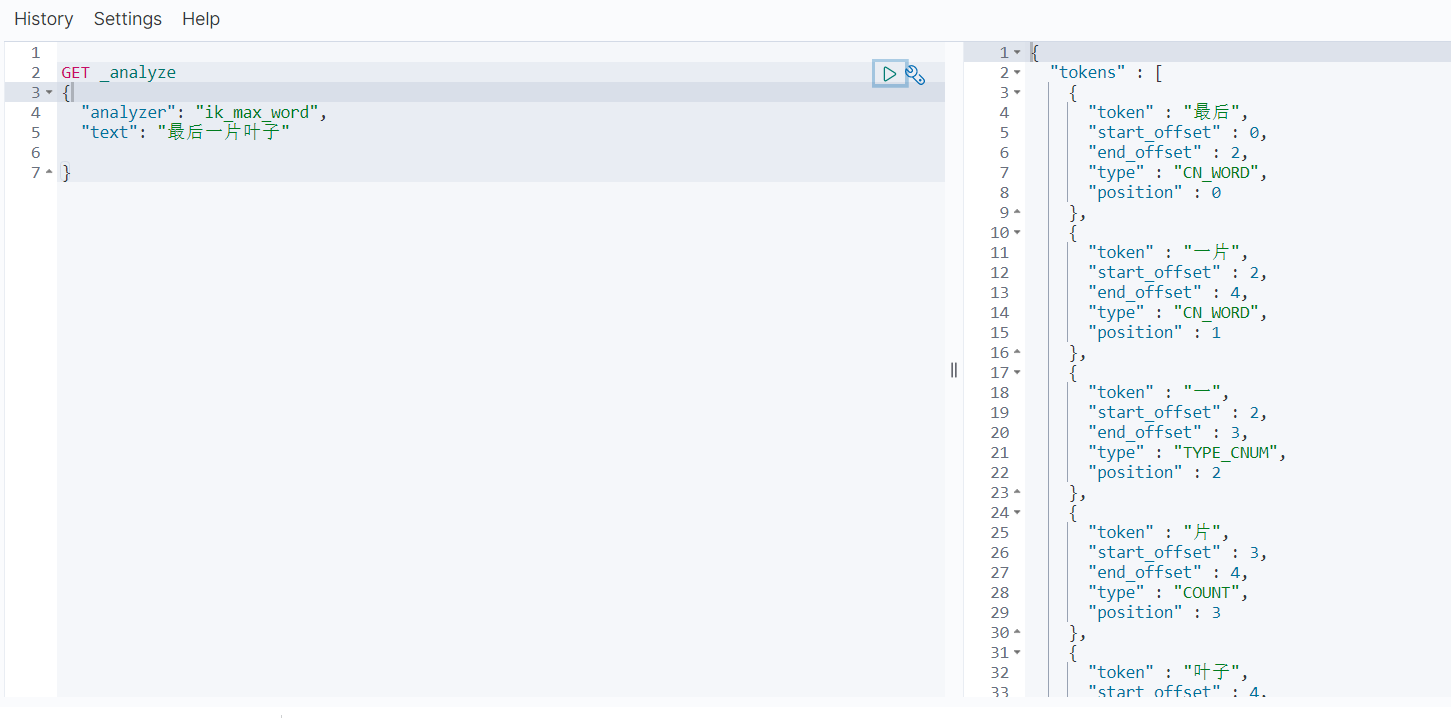 History Settings Help
1
2 GET _analyze
3 {
4 "analyzer": "ik_max_word",
5 "text": "最后一片叶子"
6
7 }
1 {
2 "tokens" : [
3 {
4 "token" : "最后",
5 "start_offset" : 0,
6 "end_offset" : 2,
7 "type" : "CN_WORD",
8 "position" : 0
9 },
10 {
11 "token" : "一片",
12 "start_offset" : 2,
13 "end_offset" : 4,
14 "type" : "CN_WORD",
15 "position" : 1
16 },
17 {
18 "token" : "一",
19 "start_offset" : 2,
20 "end_offset" : 3,
21 "type" : "TYPE_CNUM",
22 "position" : 2
23 },
24 {
25 "token" : "片",
26 "start_offset" : 3,
27 "end_offset" : 4,
28 "type" : "COUNT",
29 "position" : 3
30 },
31 {
32 "token" : "叶子",
33 "start_offset" : 4,